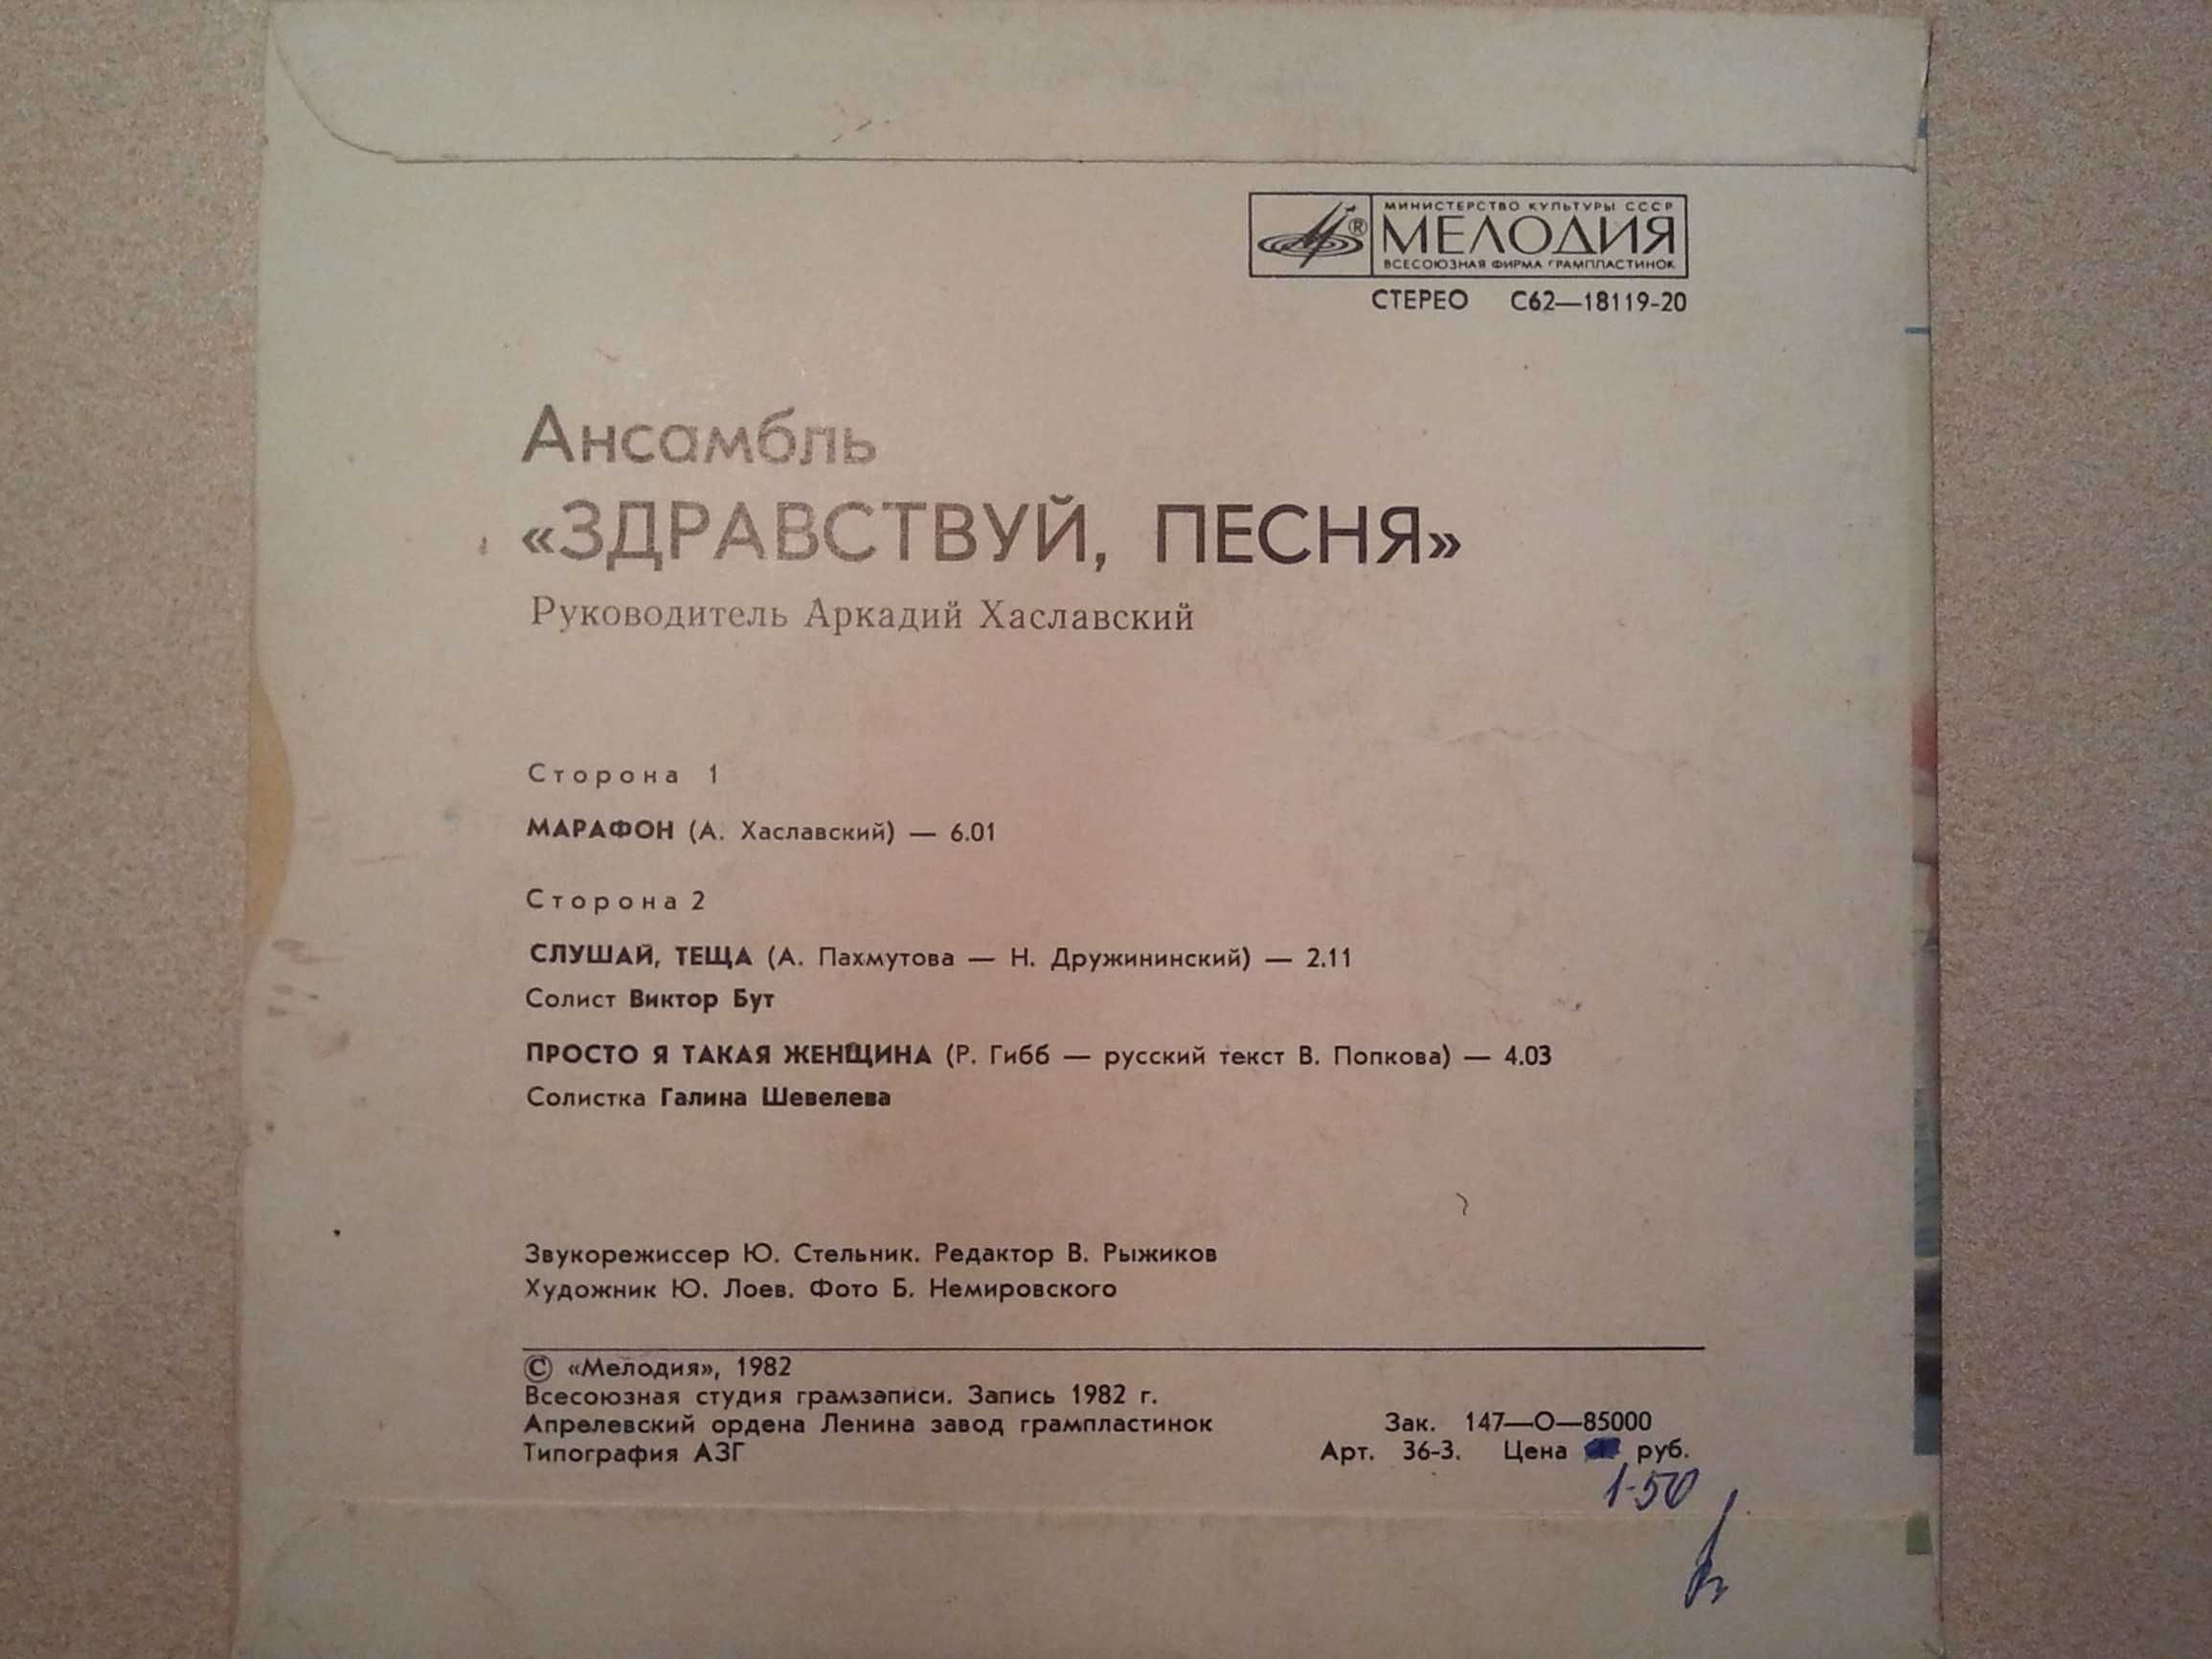 МИНИСТЕРСТВО КУЛЬТУРЫ СССР
МЕЛОДИЯ
ВСЕСОЮЗНАЯ ФИРМА ГРАМПЛАСТИНОК
СТЕРЕО С62—18119-20
Ансамбль
«ЗДРАВСТВУЙ, ПЕСНЯ»
Руководитель Аркадий Хаславский
Сторона 1
МАРАФОН (А. Хаславский) — 6.01
Сторона 2
СЛУШАЙ, ТЕЩА (А. Пахмутова — Н. Дружининский) — 2.11
Солист Виктор Бут
ПРОСТО Я ТАКАЯ ЖЕНЩИНА (Р. Гибб — русский текст В. Попкова) — 4.03
Солистка Галина Шевелева
Звукорежиссер Ю. Стельник. Редактор В. Рыжиков
Художник Ю. Лоев. Фото Б. Немировского
© «Мелодия», 1982
Всесоюзная студия грамзаписи. Запись 1982 г.
Апрелевский ордена Ленина завод грампластинок Зак. 147—О—85000
Типография АЗГ Арт. 36-3. Цена руб.
1-50